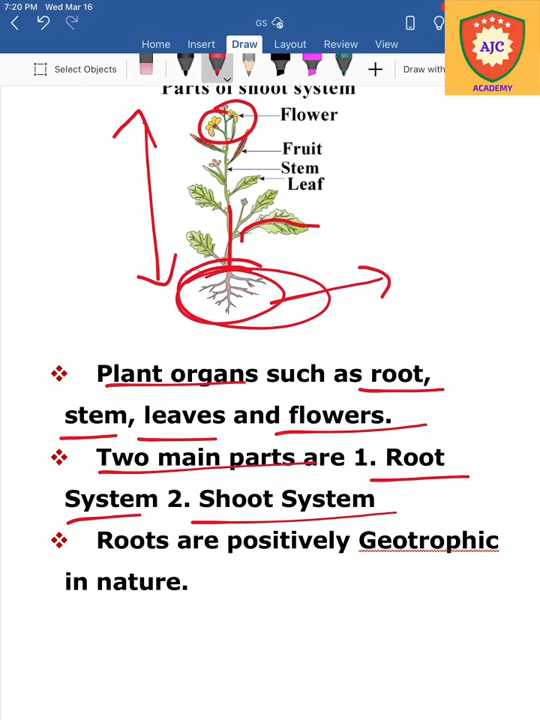 7:20 PM Wed Mar 16
GS
Home Insert Draw Layout Review View
Select Objects
Draw with
AJC
ACADEMY
Parts of shoot system
Flower
Fruit
Stem
Leaf
❖ Plant organs such as root,
stem, leaves and flowers.
❖ Two main parts are 1. Root
System 2. Shoot System
❖ Roots are positively Geotrophic
in nature.